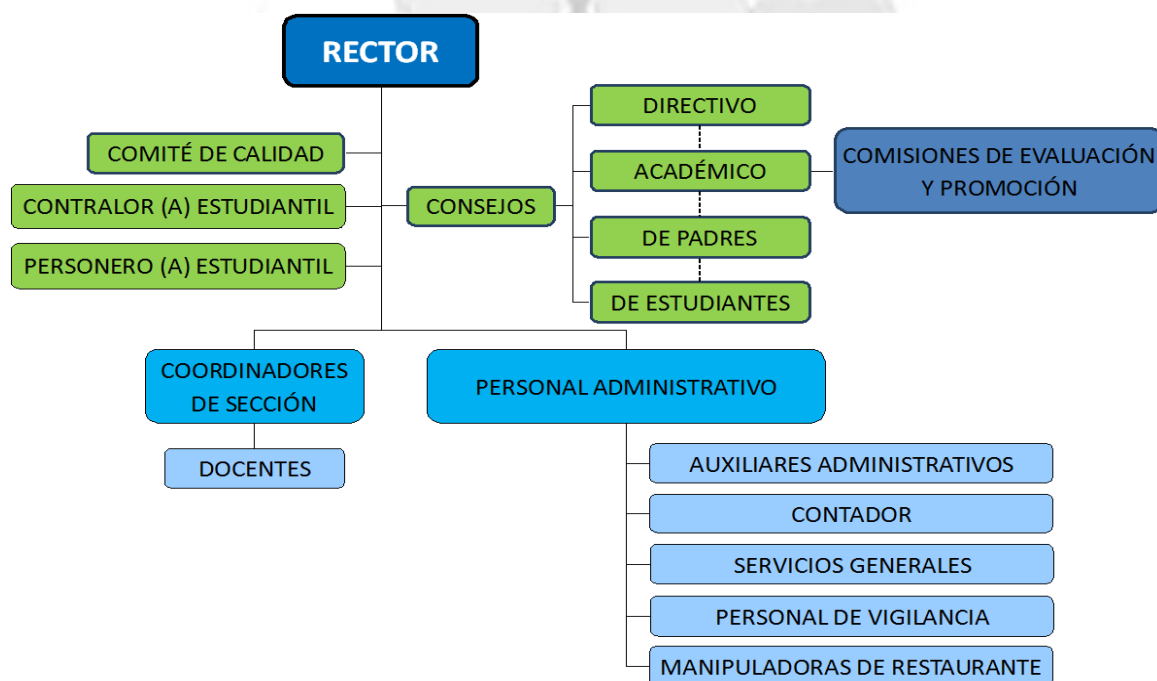 RECTOR
COMITÉ DE CALIDAD
CONTRALOR (A) ESTUDIANTIL
PERSONERO (A) ESTUDIANTIL
CONSEJOS
DIRECTIVO
ACADÉMICO
DE PADRES
DE ESTUDIANTES
COMISIONES DE EVALUACIÓN
Y PROMOCIÓN
COORDINADORES
DE SECCIÓN
DOCENTES
PERSONAL ADMINISTRATIVO
AUXILIARES ADMINISTRATIVOS
CONTADOR
SERVICIOS GENERALES
PERSONAL DE VIGILANCIA
MANIPULADORAS DE RESTAURANTE